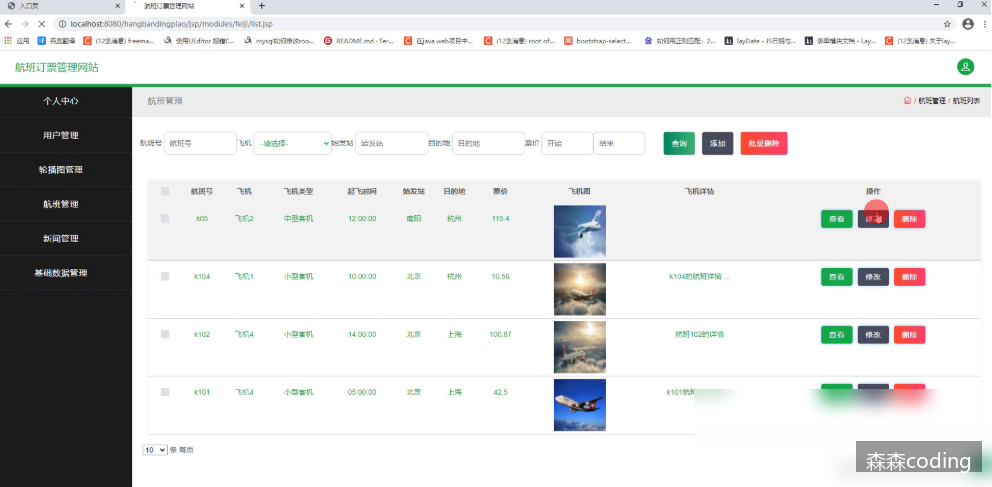 入口页
航班订票管理网站
localhost:8080/hangbandingpiao/jsp/modules/feiji/list.jsp
应用 百度翻译 (12条消息) freema... 使用UEditor 报错C... mysql如何修改roo... README.md · Ter... 在java web项目中... (12条消息) root of... bootstrap-select... 如何用正则匹配：2... layDate - JS日期与... 表单模块文档 - Lay... (12条消息) 关于lay...
航班订票管理网站
个人中心
用户管理
轮播图管理
航班管理
新闻管理
基础数据管理
航班管理
/ 航班管理 / 航班列表
航班号 航班号 飞机 -请选择- 始发站 始发站 目的地 目的地 票价 开始 结束 查询 添加 批量删除
航班号 飞机 飞机类型 起飞时间 始发站 目的地 票价 飞机图 飞机详情 操作
k05 飞机2 中型客机 12:00:00 南阳 杭州 115.4 查看 修改 删除
k104 飞机1 小型客机 10:00:00 北京 杭州 10.56 k104的航班详情 ... 查看 修改 删除
k102 飞机4 小型客机 14:00:00 北京 上海 100.87 航班102的详情 查看 修改 删除
k101 飞机4 小型客机 05:00:00 北京 上海 42.5 k101航
10 条 每页
森森coding